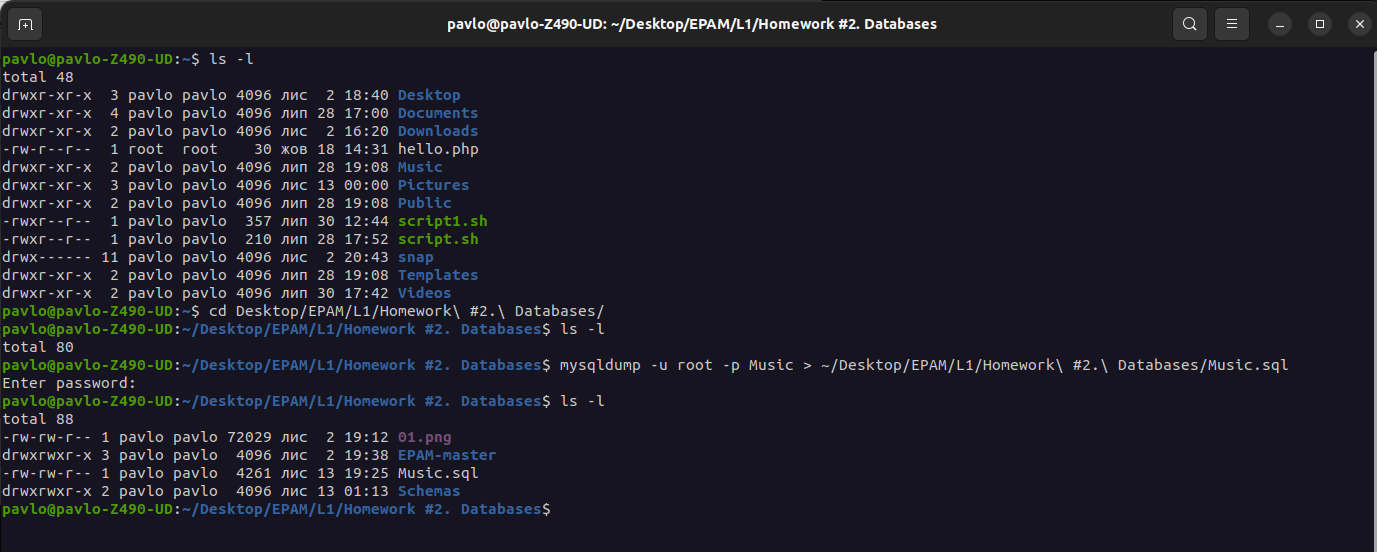 pavlo@pavlo-Z490-UD: ~/Desktop/EPAM/L1/Homework #2. Databases
pavlo@pavlo-Z490-UD:~$ ls -l
total 48
drwxr-xr-x  3 pavlo pavlo 4096 лис  2 18:40 Desktop
drwxr-xr-x  4 pavlo pavlo 4096 лип 28 17:00 Documents
drwxr-xr-x  2 pavlo pavlo 4096 лис  2 16:20 Downloads
-rw-r--r--  1 root  root    30 жов 18 14:31 hello.php
drwxr-xr-x  2 pavlo pavlo 4096 лип 28 19:08 Music
drwxr-xr-x  3 pavlo pavlo 4096 лис 13 00:00 Pictures
drwxr-xr-x  2 pavlo pavlo 4096 лип 28 19:08 Public
-rwxr--r--  1 pavlo pavlo  357 лип 30 12:44 script1.sh
-rwxr--r--  1 pavlo pavlo  210 лип 28 17:52 script.sh
drwx------ 11 pavlo pavlo 4096 лис  2 20:43 snap
drwxr-xr-x  2 pavlo pavlo 4096 лип 28 19:08 Templates
drwxr-xr-x  2 pavlo pavlo 4096 лип 30 17:42 Videos
pavlo@pavlo-Z490-UD:~$ cd Desktop/EPAM/L1/Homework\ #2.\ Databases/
pavlo@pavlo-Z490-UD:~/Desktop/EPAM/L1/Homework #2. Databases$ ls -l
total 80
pavlo@pavlo-Z490-UD:~/Desktop/EPAM/L1/Homework #2. Databases$ mysqldump -u root -p Music > ~/Desktop/EPAM/L1/Homework\ #2.\ Databases/Music.sql
Enter password:
pavlo@pavlo-Z490-UD:~/Desktop/EPAM/L1/Homework #2. Databases$ ls -l
total 88
-rw-rw-r-- 1 pavlo pavlo 72029 лис  2 19:12 01.png
drwxrwxr-x 3 pavlo pavlo  4096 лис  2 19:38 EPAM-master
-rw-rw-r-- 1 pavlo pavlo  4261 лис 13 19:25 Music.sql
drwxrwxr-x 2 pavlo pavlo  4096 лис 13 01:13 Schemas
pavlo@pavlo-Z490-UD:~/Desktop/EPAM/L1/Homework #2. Databases$